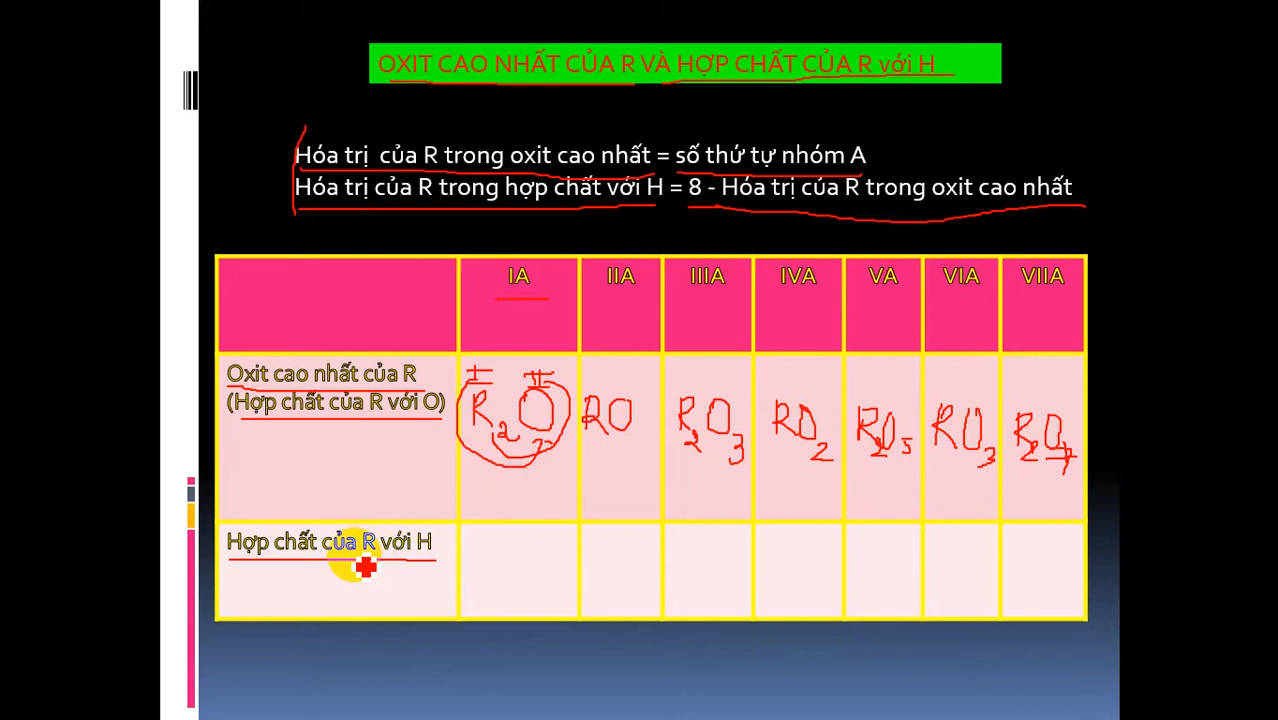 OXIT CAO NHẤT CỦA R VÀ HỢP CHẤT CỦA R với H
Hóa trị của R trong oxit cao nhất = số thứ tự nhóm A
Hóa trị của R trong hợp chất với H = 8 - Hóa trị của R trong oxit cao nhất
IA IIA IIIA IVA VA VIA VIIA
Oxit cao nhất của R
(Hợp chất của R với O)
I II
R₂O RO R₂O₃ RO₂ R₂O₅ RO₃ R₂O₇
Hợp chất của R với H